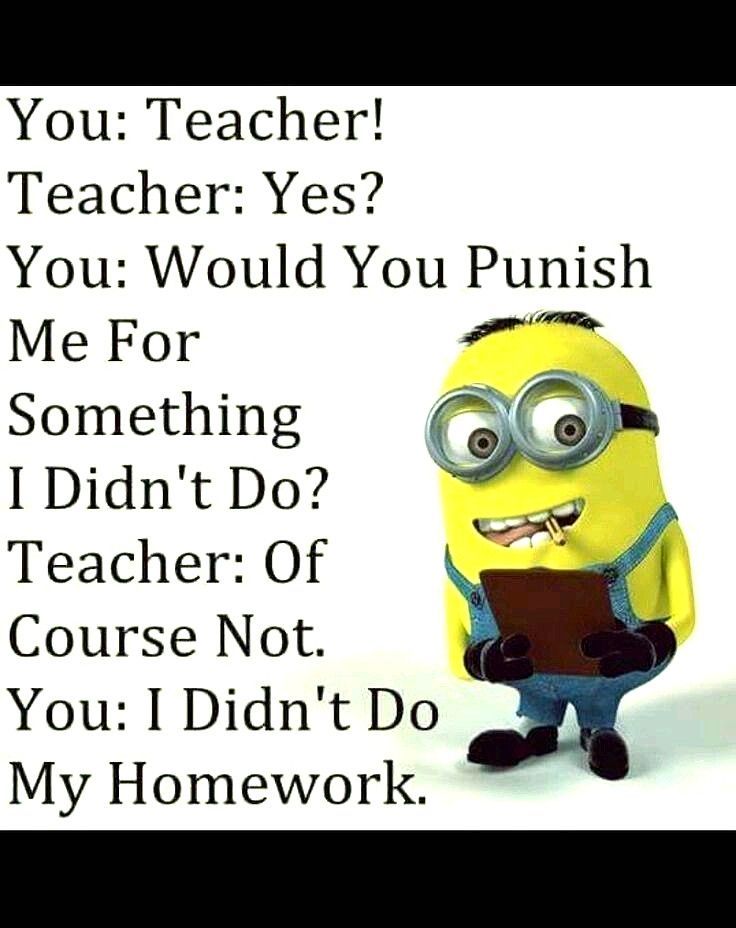 You: Teacher!
Teacher: Yes?
You: Would You Punish
Me For
Something
I Didn't Do?
Teacher: Of
Course Not.
You: I Didn't Do
My Homework.